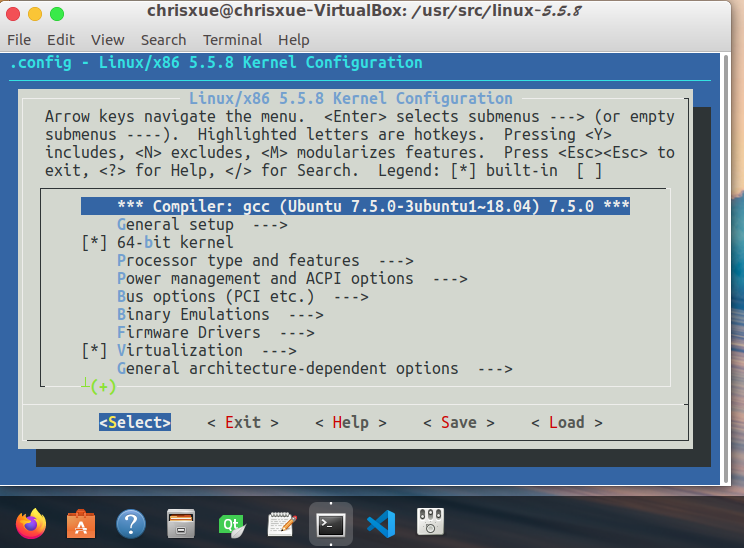 chrisxue@chrisxue-VirtualBox: /usr/src/linux-5.5.8
File Edit View Search Terminal Help
.config - Linux/x86 5.5.8 Kernel Configuration
Linux/x86 5.5.8 Kernel Configuration
Arrow keys navigate the menu. <Enter> selects submenus ---> (or empty
submenus ----). Highlighted letters are hotkeys. Pressing <Y>
includes, <N> excludes, <M> modularizes features. Press <Esc><Esc> to
exit, <?> for Help, </> for Search. Legend: [*] built-in [ ]
*** Compiler: gcc (Ubuntu 7.5.0-3ubuntu1~18.04) 7.5.0 ***
General setup --->
[*] 64-bit kernel
Processor type and features --->
Power management and ACPI options --->
Bus options (PCI etc.) --->
Binary Emulations --->
Firmware Drivers --->
[*] Virtualization --->
General architecture-dependent options --->
┴(+)
<Select> < Exit > < Help > < Save > < Load >
A ? Qt >_